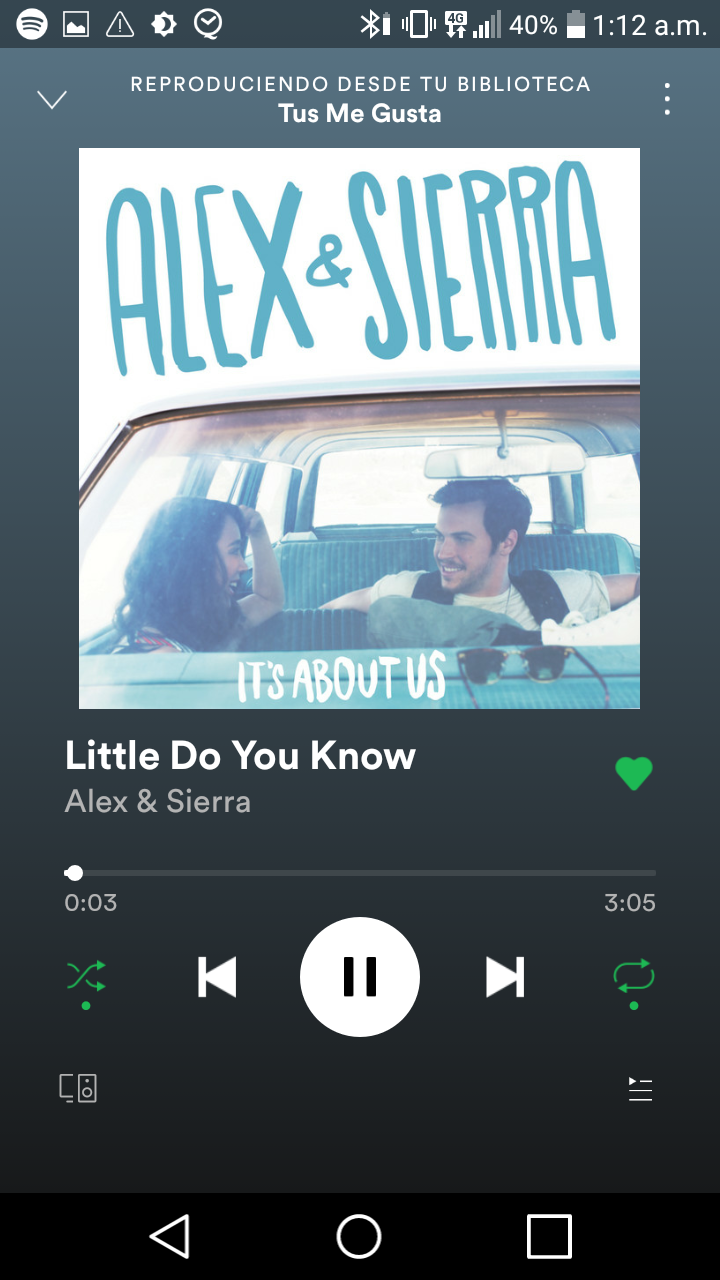 4G 40% 1:12 a.m.
REPRODUCIENDO DESDE TU BIBLIOTECA
Tus Me Gusta
ALEX & SIERRA
IT'S ABOUT US
Little Do You Know
Alex & Sierra
0:03 3:05